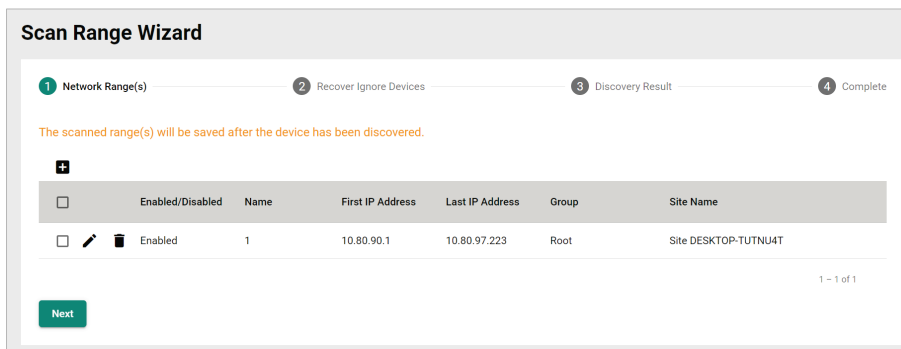 Scan Range Wizard
1 Network Range(s) 2 Recover Ignore Devices 3 Discovery Result 4 Complete
The scanned range(s) will be saved after the device has been discovered.
Enabled/Disabled Name First IP Address Last IP Address Group Site Name
Enabled 1 10.80.90.1 10.80.97.223 Root Site DESKTOP-TUTNU4T
1 – 1 of 1
Next